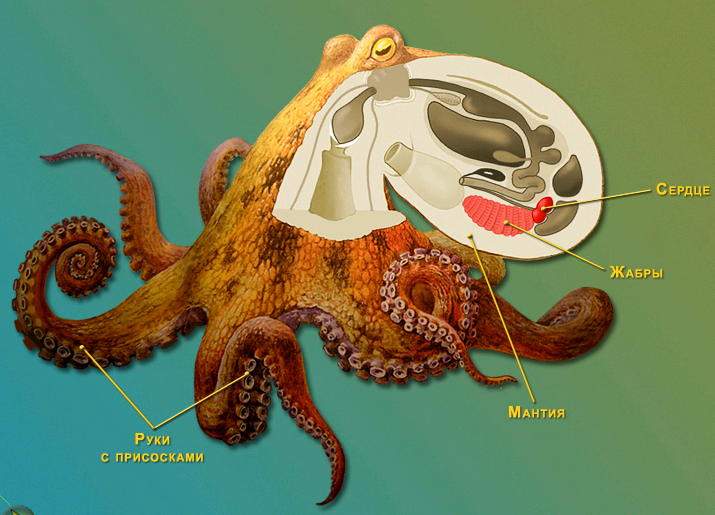 Сердце
Жабры
Мантия
Руки
с присосками